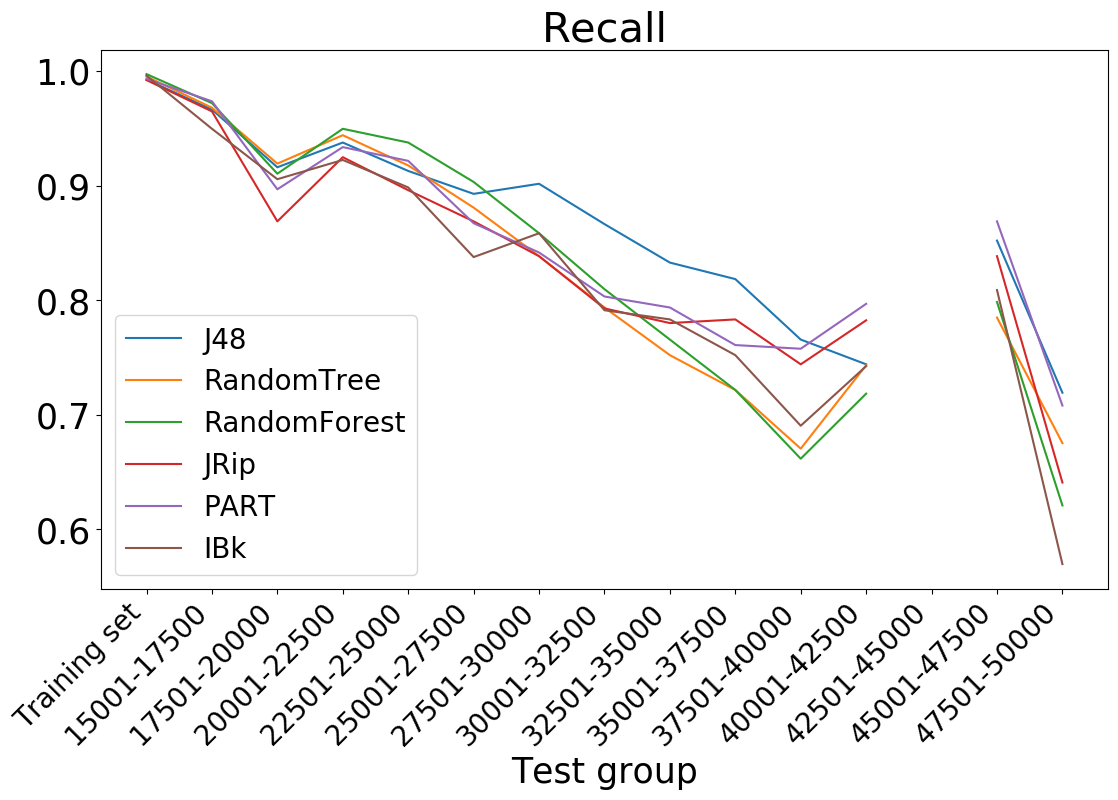 Recall
1.0
0.9
0.8
0.7
0.6
J48
RandomTree
RandomForest
JRip
PART
IBk
Training set
15001-17500
17501-20000
20001-22500
22501-25000
25001-27500
27501-30000
30001-32500
32501-35000
35001-37500
37501-40000
40001-42500
42501-45000
45001-47500
47501-50000
Test group